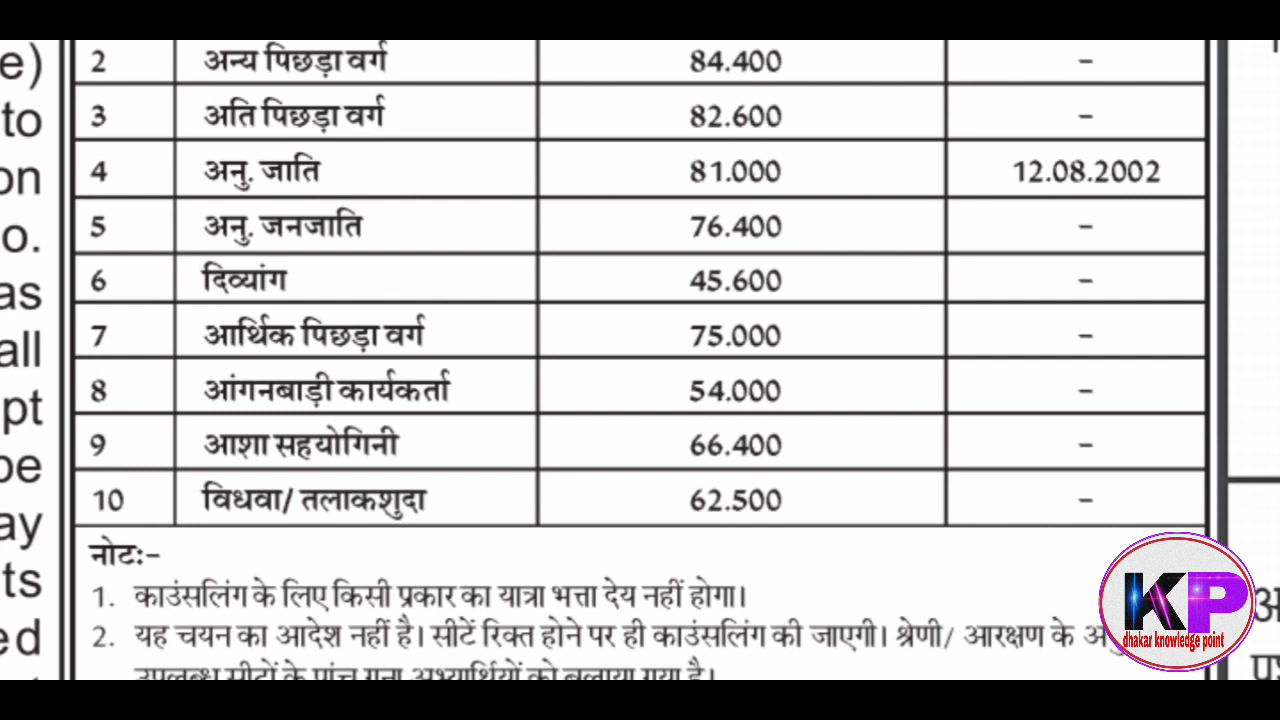 2 अन्य पिछड़ा वर्ग 84.400 –
3 अति पिछड़ा वर्ग 82.600 –
4 अनु. जाति 81.000 12.08.2002
5 अनु. जनजाति 76.400 –
6 दिव्यांग 45.600 –
7 आर्थिक पिछड़ा वर्ग 75.000 –
8 आंगनबाड़ी कार्यकर्ता 54.000 –
9 आशा सहयोगिनी 66.400 –
10 विधवा/ तलाकशुदा 62.500 –
नोटः–
1. काउंसलिंग के लिए किसी प्रकार का यात्रा भत्ता देय नहीं होगा।
2. यह चयन का आदेश नहीं है। सीटें रिक्त होने पर ही काउंसलिंग की जाएगी। श्रेणी/ आरक्षण के
उपलब्ध सीटों के पांच गुना अभ्यर्थियों को बुलाया गया है।
e)
to
on
o.
as
all
pt
be
ay
ts
ed
KP
dhakar knowledge point